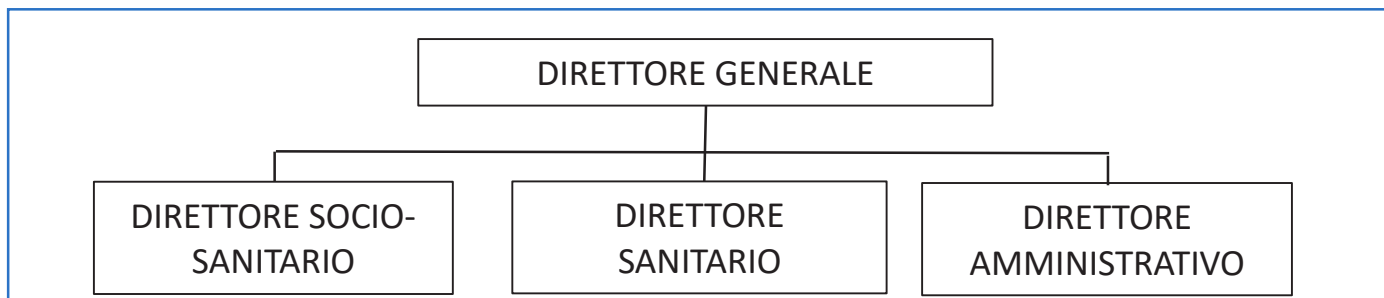 DIRETTORE GENERALE
DIRETTORE SOCIO-
SANITARIO
DIRETTORE
SANITARIO
DIRETTORE
AMMINISTRATIVO